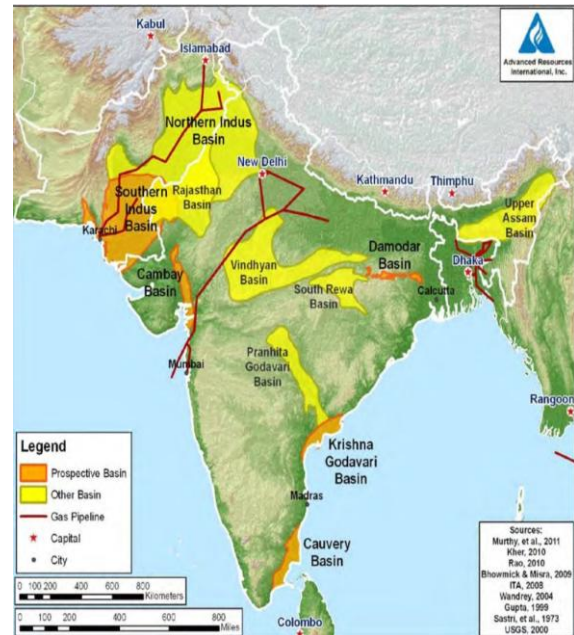 Kabul
Islamabad
ADVANCED RESOURCES
INTERNATIONAL, INC.
Northern Indus
Basin
New Delhi
Kathmandu
Thimphu
Southern
Indus
Basin
Rajasthan
Basin
Karachi
Upper
Assam
Basin
Damodar
Basin
Dhaka
Cambay
Basin
Vindhyan
Basin
South Rewa
Basin
Calcutta
Mumbai
Pranhita
Godavari
Basin
Rangoon
Krishna
Godavari
Basin
Madras
Cauvery
Basin
Colombo
Legend
Prospective Basin
Other Basin
Gas Pipeline
Capital
City
0 100 200 400 600 800
Kilometers
0 100 200 400 600 800
Miles
Sources:
Murthy, et al., 2011
Kher, 2010
Rao, 2010
Bhowmick & Misra, 2009
ITA, 2008
Wandrey, 2004
Gupta, 1999
Sastri, et al., 1973
USGS, 2000